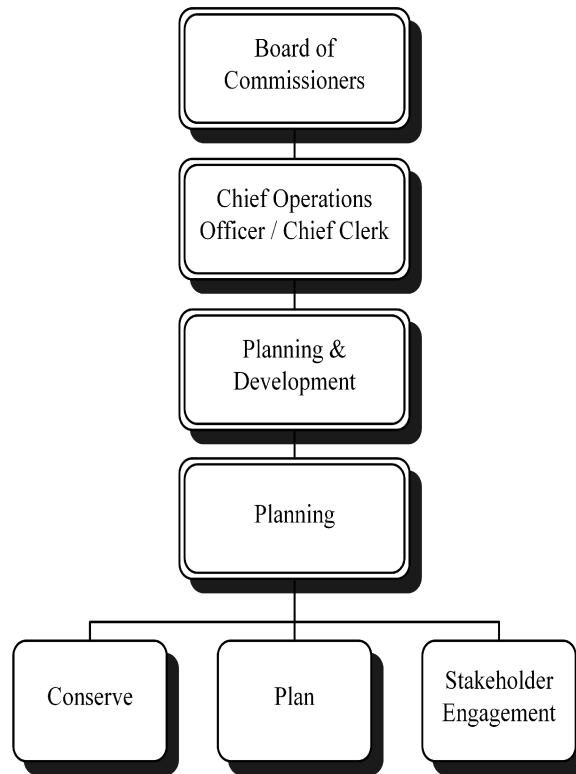 Board of
Commissioners
Chief Operations
Officer / Chief Clerk
Planning &
Development
Planning
Conserve
Plan
Stakeholder
Engagement